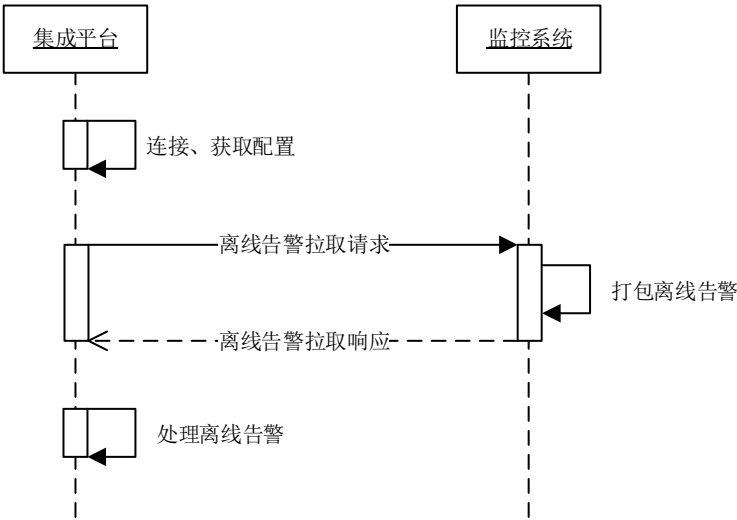 集成平台
监控系统
连接、获取配置
离线告警拉取请求
打包离线告警
离线告警拉取响应
处理离线告警